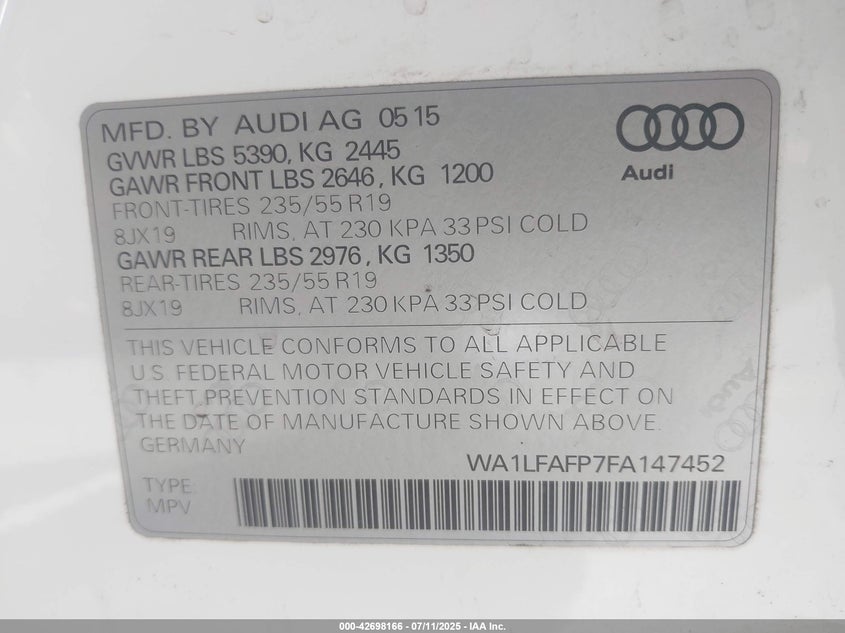 MFD. BY AUDI AG 05 15
GVWR LBS 5390, KG 2445
GAWR FRONT LBS 2646, KG 1200
FRONT-TIRES 235/55 R19
8JX19 RIMS, AT 230 KPA 33 PSI COLD
GAWR REAR LBS 2976, KG 1350
REAR-TIRES 235/55 R19
8JX19 RIMS, AT 230 KPA 33 PSI COLD
Audi
THIS VEHICLE CONFORMS TO ALL APPLICABLE
U.S. FEDERAL MOTOR VEHICLE SAFETY AND
THEFT PREVENTION STANDARDS IN EFFECT ON
THE DATE OF MANUFACTURE SHOWN ABOVE.
GERMANY
Audi
WA1LFAFP7FA147452
TYPE:
MPV
000-42698166 - 07/11/2025 - IAA Inc.